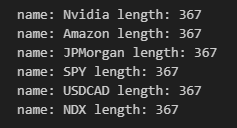 name: Nvidia length: 367
name: Amazon length: 367
name: JPMorgan length: 367
name: SPY length: 367
name: USDCAD length: 367
name: NDX length: 367